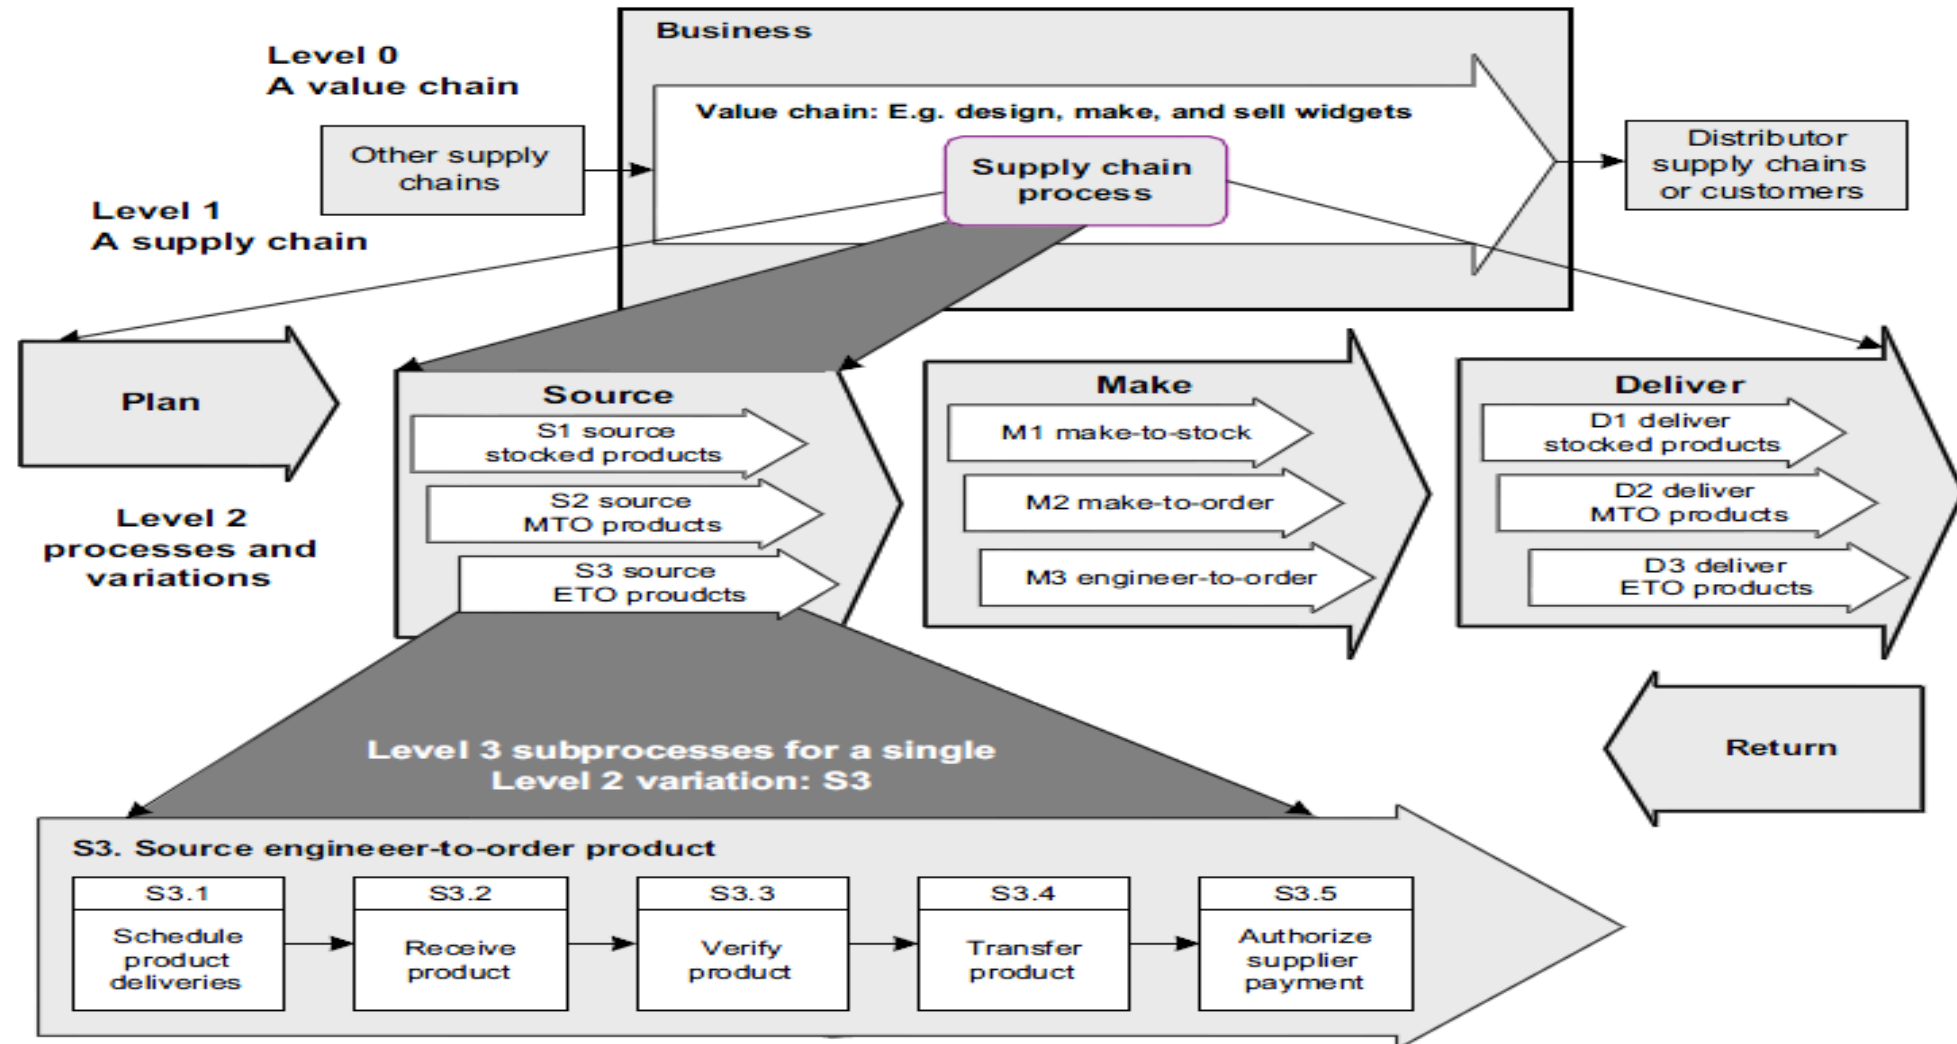 Business
Level 0
A value chain
Value chain: E.g. design, make, and sell widgets
Other supply
chains
Supply chain
process
Distributor
supply chains
or customers
Level 1
A supply chain
Plan
Source
S1 source
stocked products
S2 source
MTO products
S3 source
ETO proudcts
Make
M1 make-to-stock
M2 make-to-order
M3 engineer-to-order
Deliver
D1 deliver
stocked products
D2 deliver
MTO products
D3 deliver
ETO products
Level 2
processes and
variations
Return
Level 3 subprocesses for a single
Level 2 variation: S3
S3. Source engineeer-to-order product
S3.1
Schedule
product
deliveries
S3.2
Receive
product
S3.3
Verify
product
S3.4
Transfer
product
S3.5
Authorize
supplier
payment